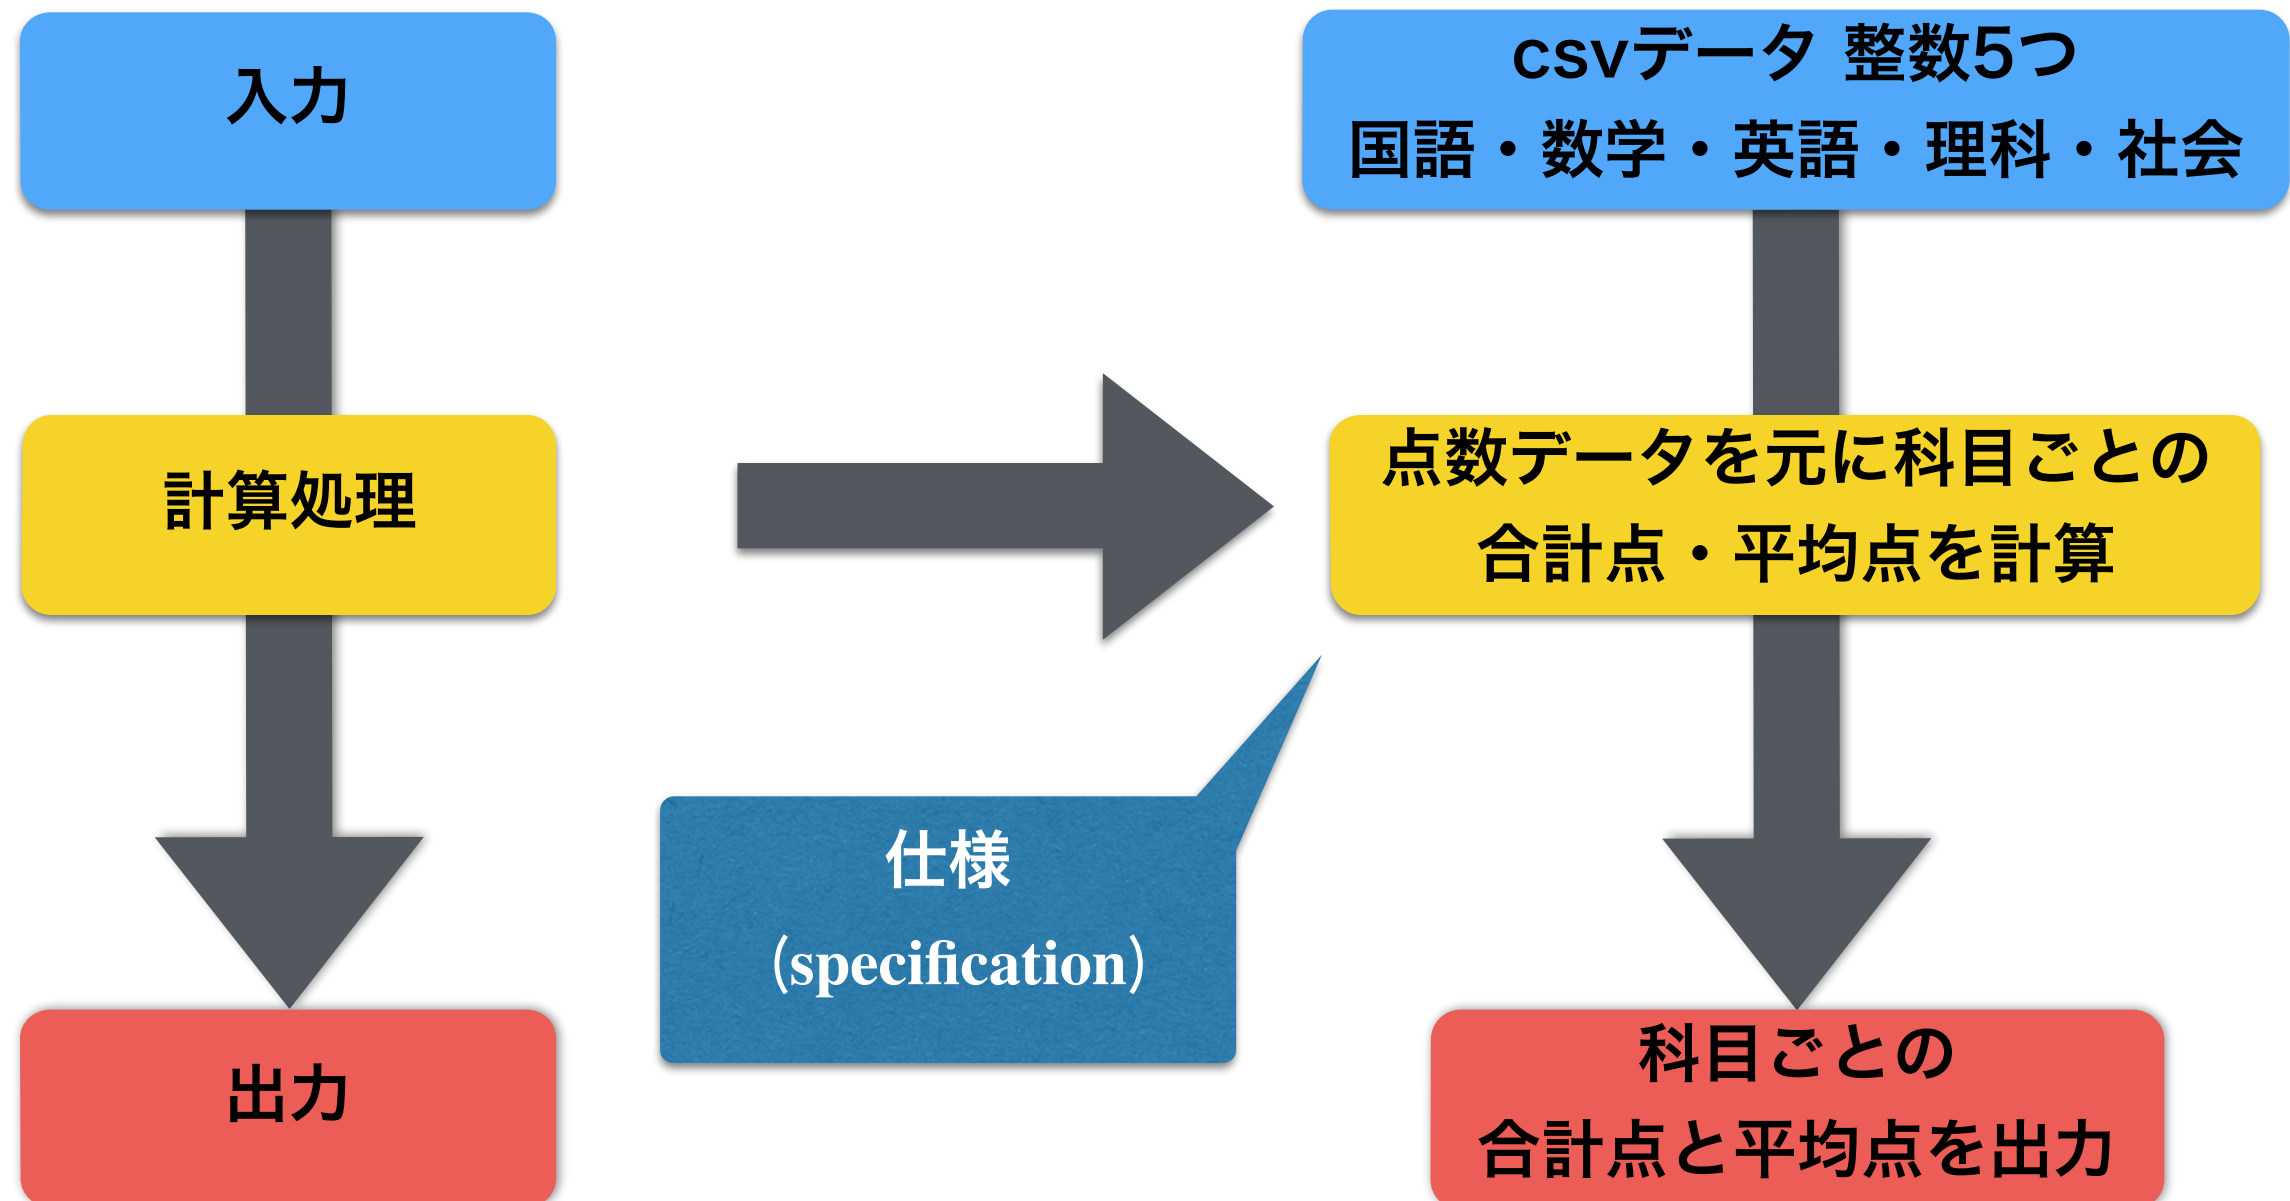 入力
計算処理
出力
仕様
(specification)
CSVデータ 整数5つ
国語・数学・英語・理科・社会
点数データを元に科目ごとの
合計点・平均点を計算
科目ごとの
合計点と平均点を出力